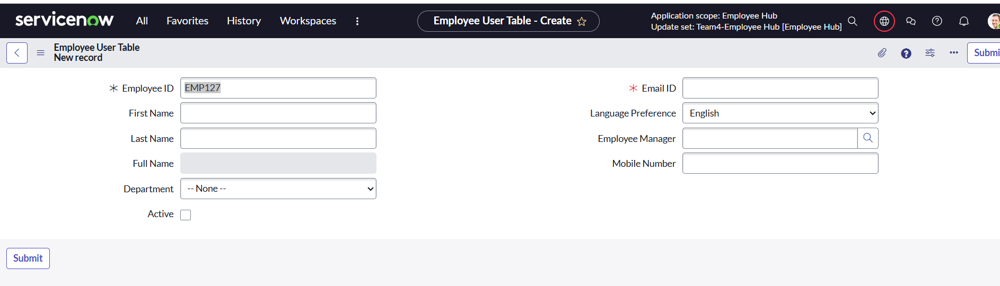 servicenow All Favorites History Workspaces Employee User Table - Create Application scope: Employee Hub
Update set: Team4-Employee Hub [Employee Hub]
Employee User Table
New record
Submi
Employee ID EMP127
Email ID
First Name
Language Preference English
Last Name
Employee Manager
Full Name
Mobile Number
Department -- None --
Active
Submit